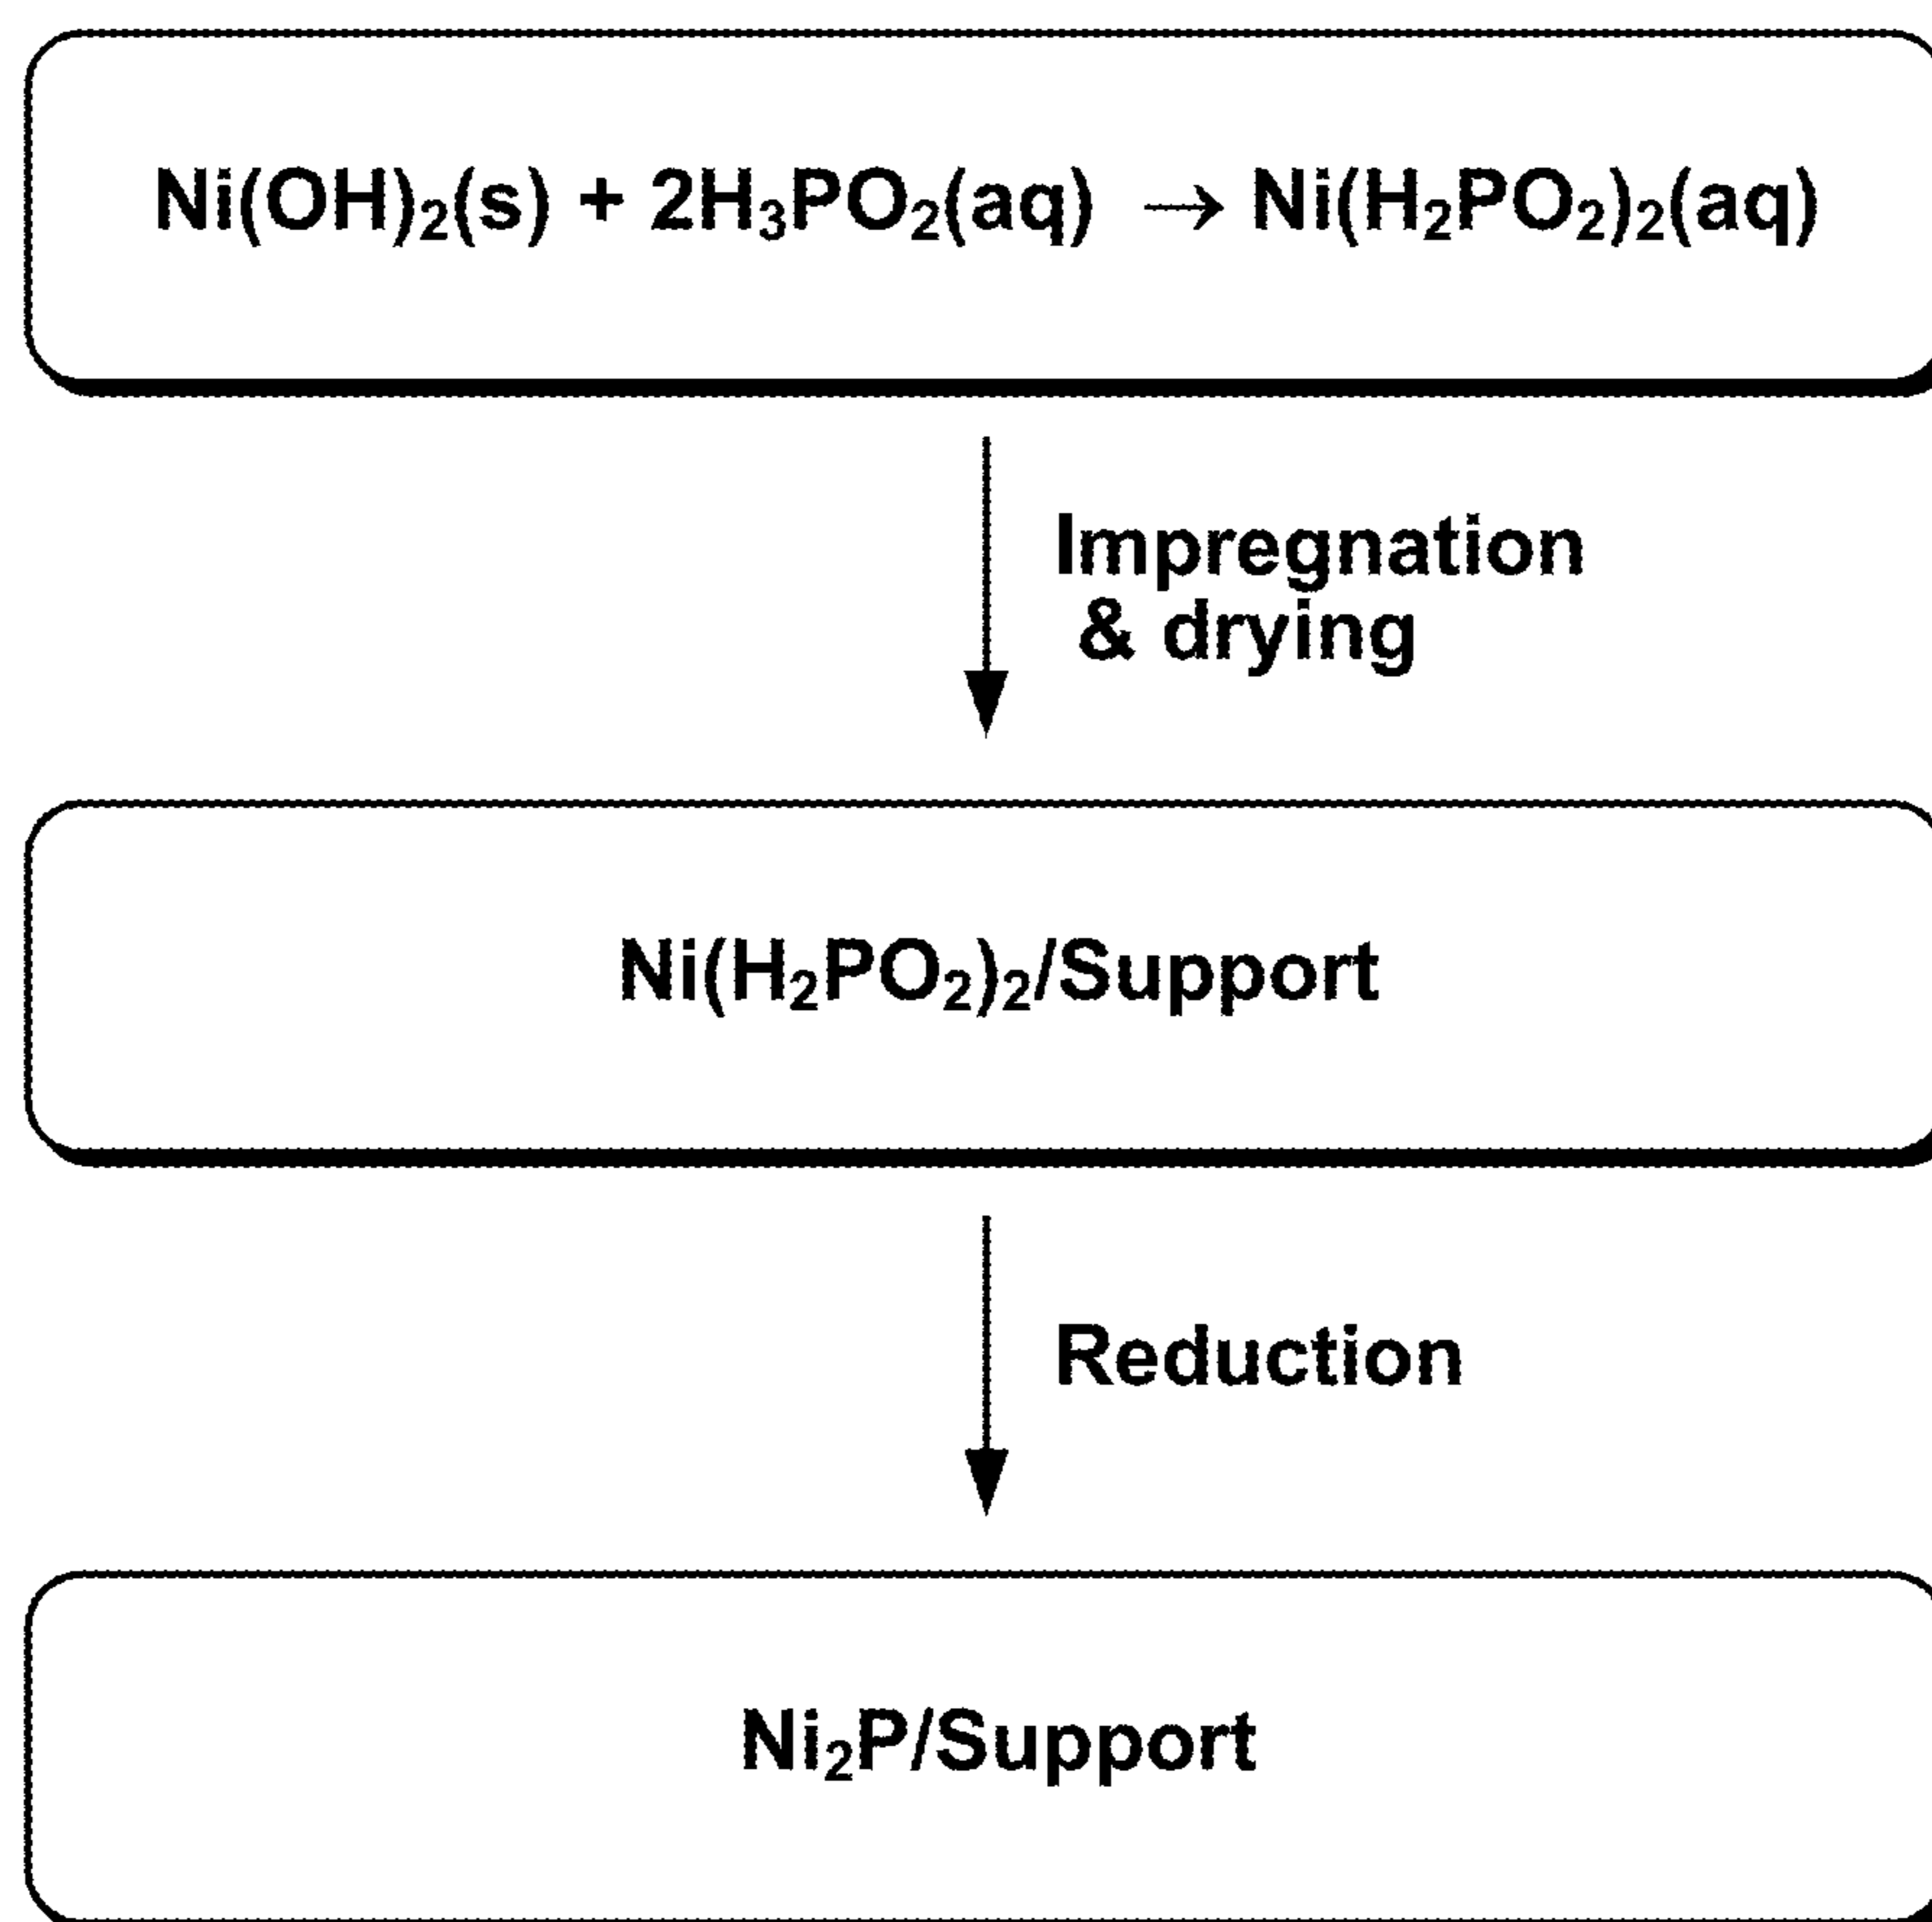 Ni(OH)₂(s) + 2H₃PO₂(aq) → Ni(H₂PO₂)₂(aq)
Impregnation
& drying
Ni(H₂PO₂)₂/Support
Reduction
Ni₂P/Support